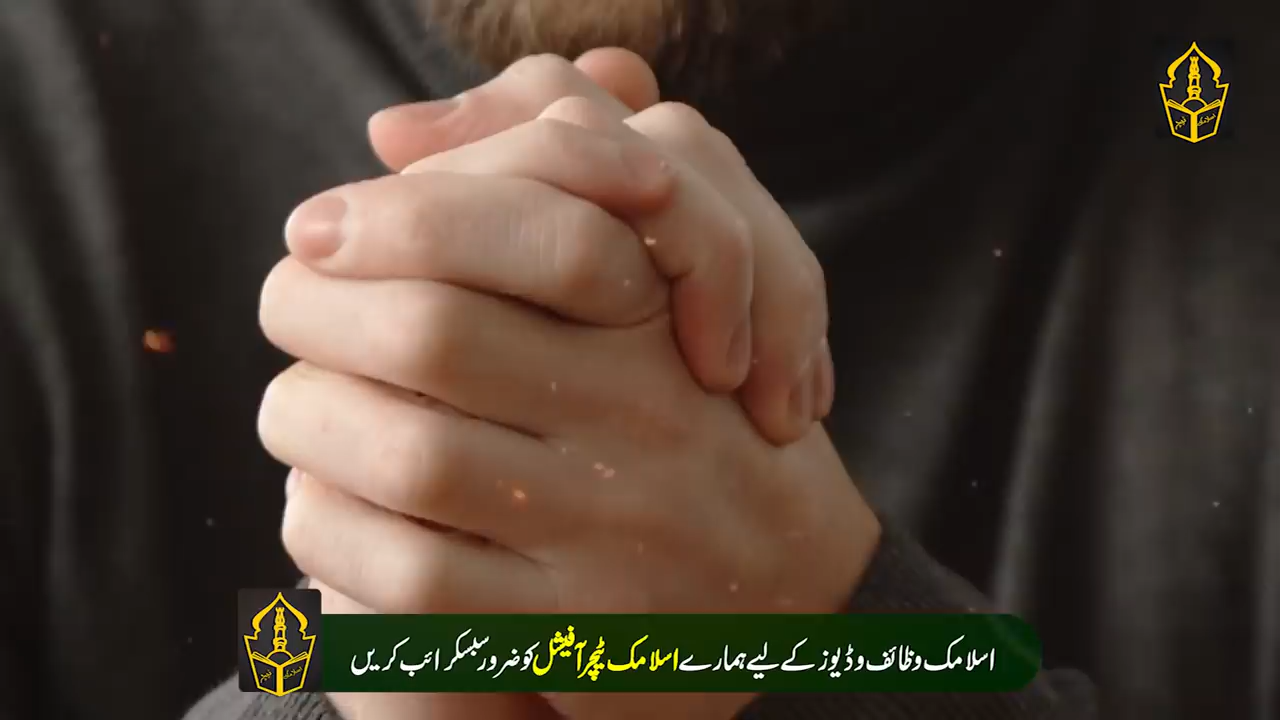 اسلامک وظائف وڈیوز کے لیے ہمارے اسلامک ٹیچر آفیشل کو ضرور سبسکرائب کریں